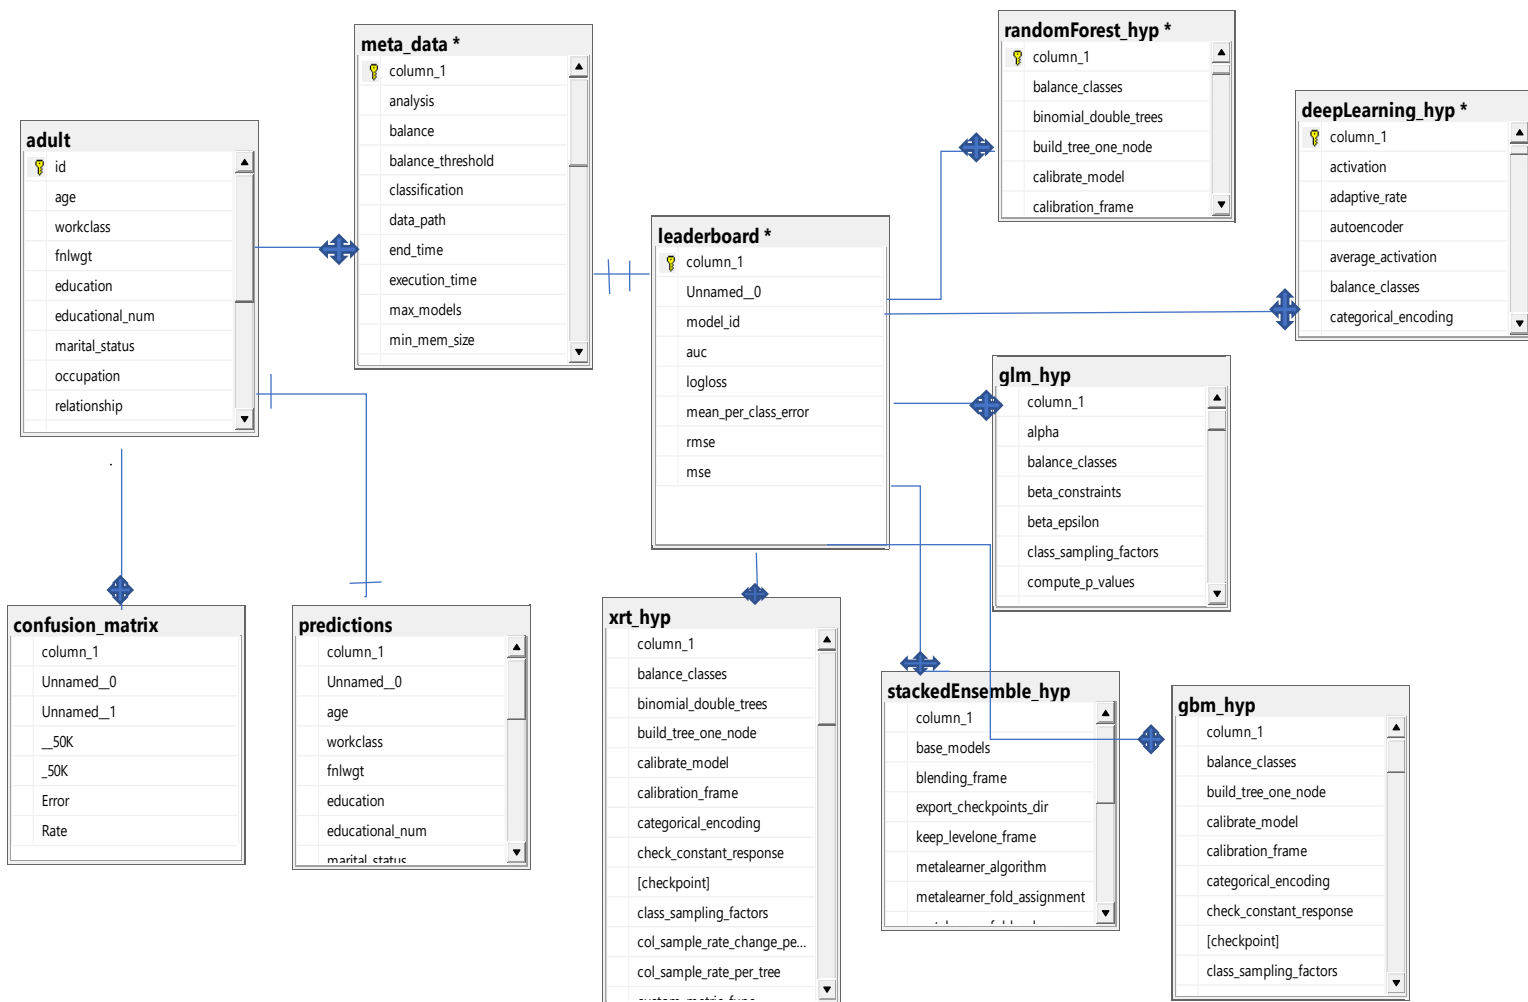 adult
id
age
workclass
fnlwgt
education
educational_num
marital_status
occupation
relationship
meta_data *
column_1
analysis
balance
balance_threshold
classification
data_path
end_time
execution_time
max_models
min_mem_size
leaderboard *
column_1
Unnamed__0
model_id
auc
logloss
mean_per_class_error
rmse
mse
randomForest_hyp *
column_1
balance_classes
binomial_double_trees
build_tree_one_node
calibrate_model
calibration_frame
deepLearning_hyp *
column_1
activation
adaptive_rate
autoencoder
average_activation
balance_classes
categorical_encoding
glm_hyp
column_1
alpha
balance_classes
beta_constraints
beta_epsilon
class_sampling_factors
compute_p_values
confusion_matrix
column_1
Unnamed__0
Unnamed__1
__50K
_50K
Error
Rate
predictions
column_1
Unnamed__0
age
workclass
fnlwgt
education
educational_num
marital_status
xrt_hyp
column_1
balance_classes
binomial_double_trees
build_tree_one_node
calibrate_model
calibration_frame
categorical_encoding
check_constant_response
[checkpoint]
class_sampling_factors
col_sample_rate_change_pe...
col_sample_rate_per_tree
custom_metric_func
stackedEnsemble_hyp
column_1
base_models
blending_frame
export_checkpoints_dir
keep_levelone_frame
metalearner_algorithm
metalearner_fold_assignment
gbm_hyp
column_1
balance_classes
build_tree_one_node
calibrate_model
calibration_frame
categorical_encoding
check_constant_response
[checkpoint]
class_sampling_factors